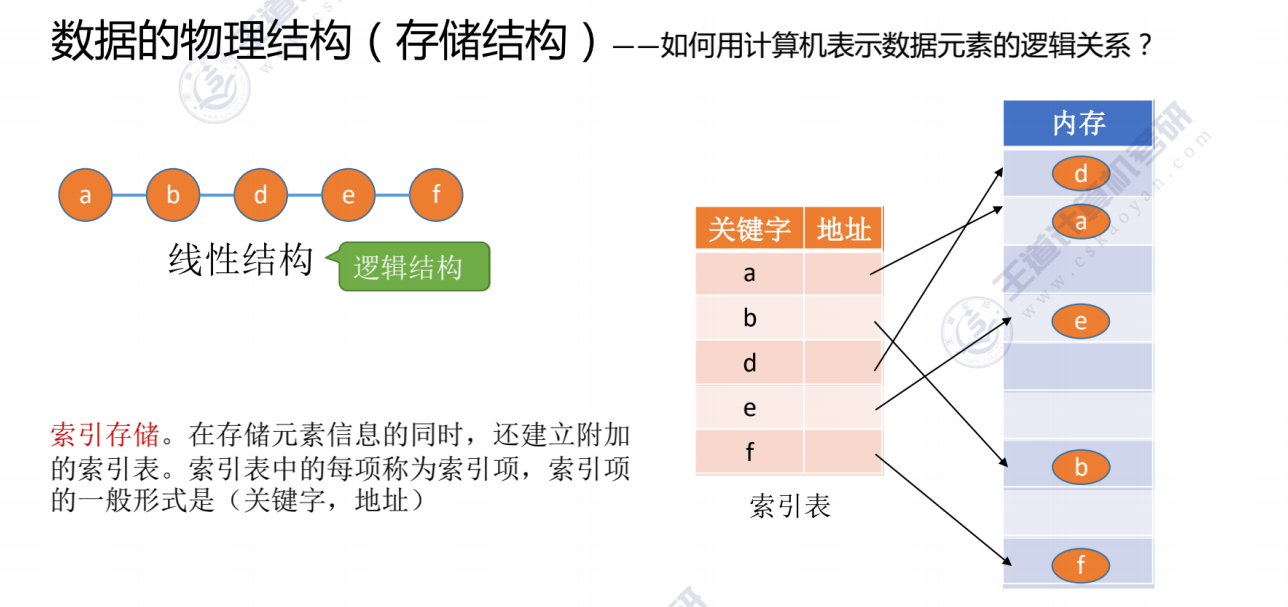 数据的物理结构（存储结构）——如何用计算机表示数据元素的逻辑关系？
a b d e f
线性结构
逻辑结构
索引存储。在存储元素信息的同时，还建立附加
的索引表。索引表中的每项称为索引项，索引项
的一般形式是（关键字，地址）
关键字 地址
a
b
d
e
f
索引表
内存
d
a
e
b
f
王道计算机考研
www.cskaoyan.com